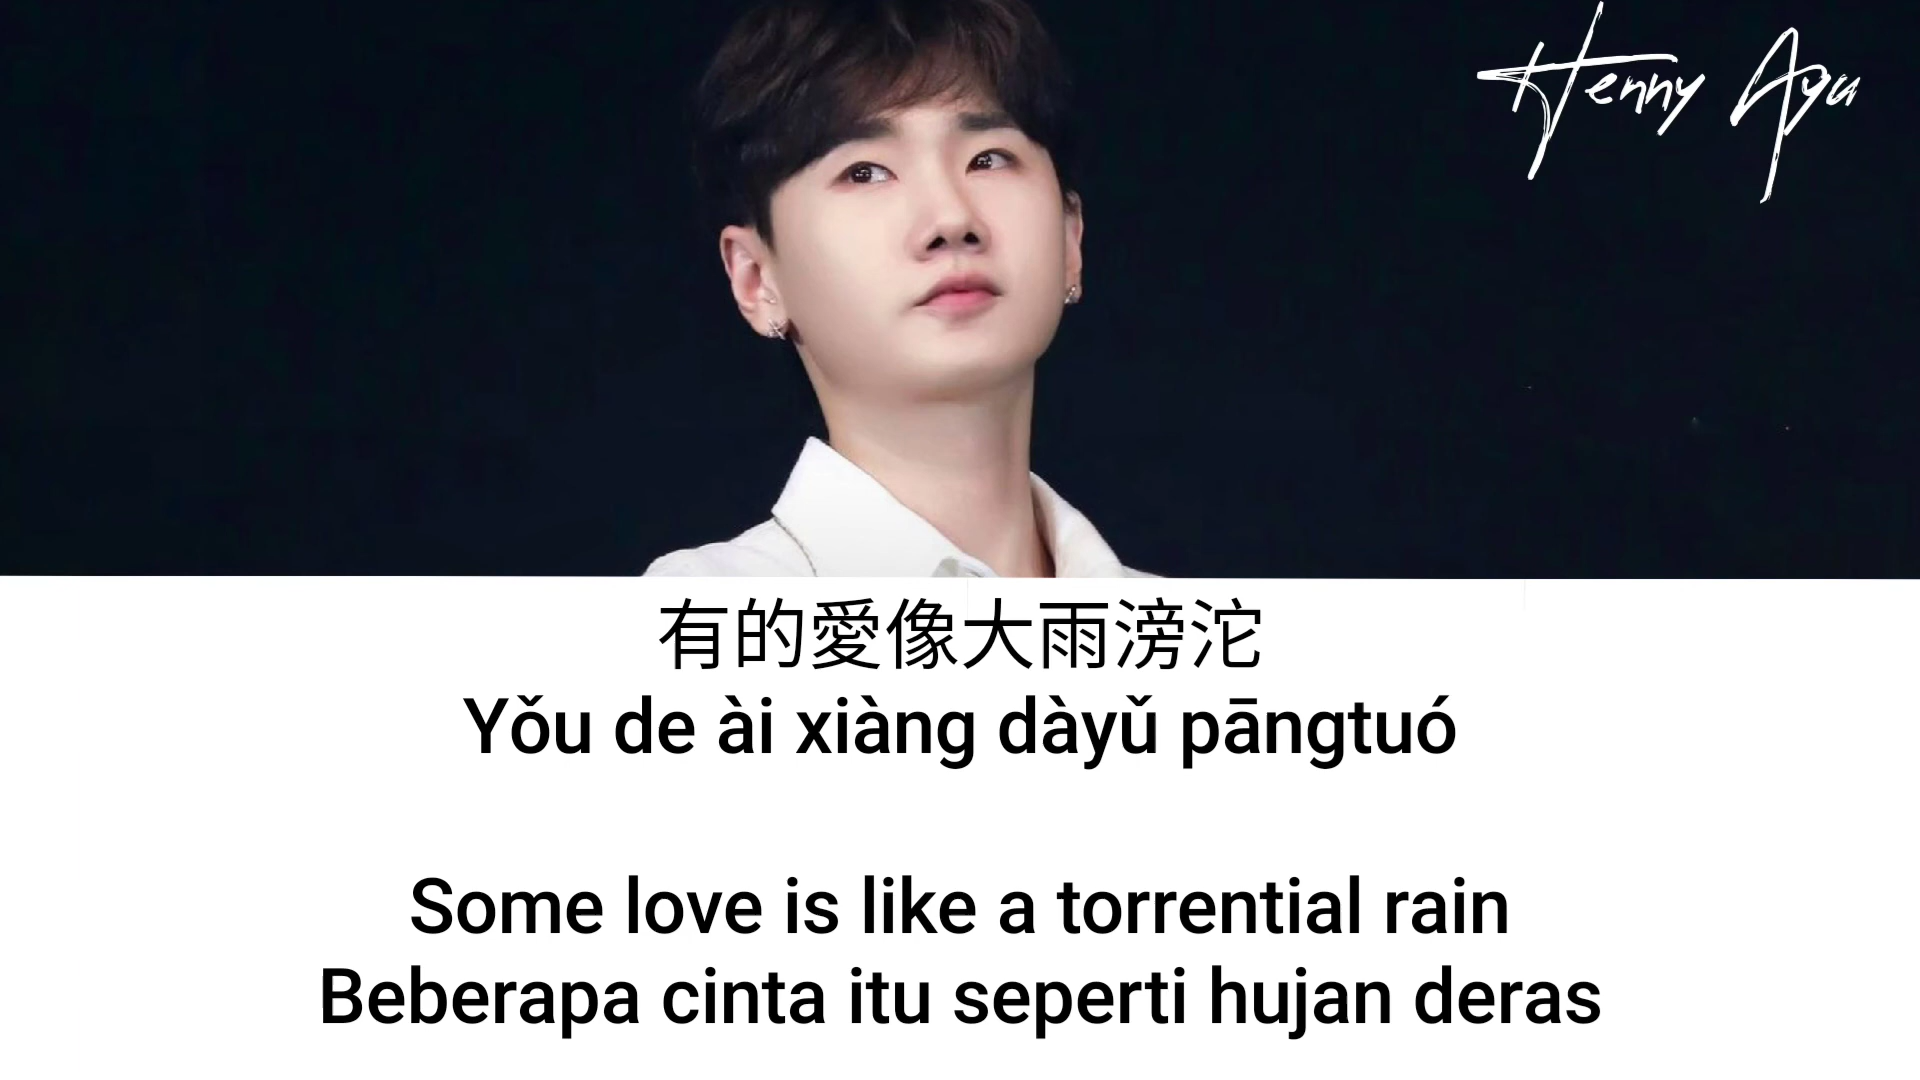 Henny Ayu
有的愛像大雨滂沱
Yǒu de ài xiàng dàyǔ pāngtuó
Some love is like a torrential rain
Beberapa cinta itu seperti hujan deras